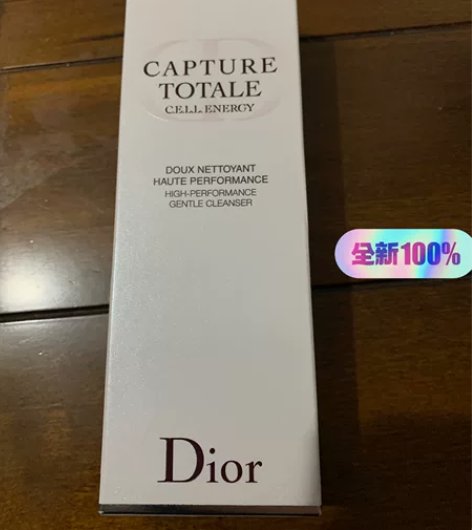 CAPTURE
TOTALE
C.E.L.L. ENERGY
DOUX NETTOYANT
HAUTE PERFORMANCE
HIGH-PERFORMANCE
GENTLE CLEANSER
全新100%
Dior